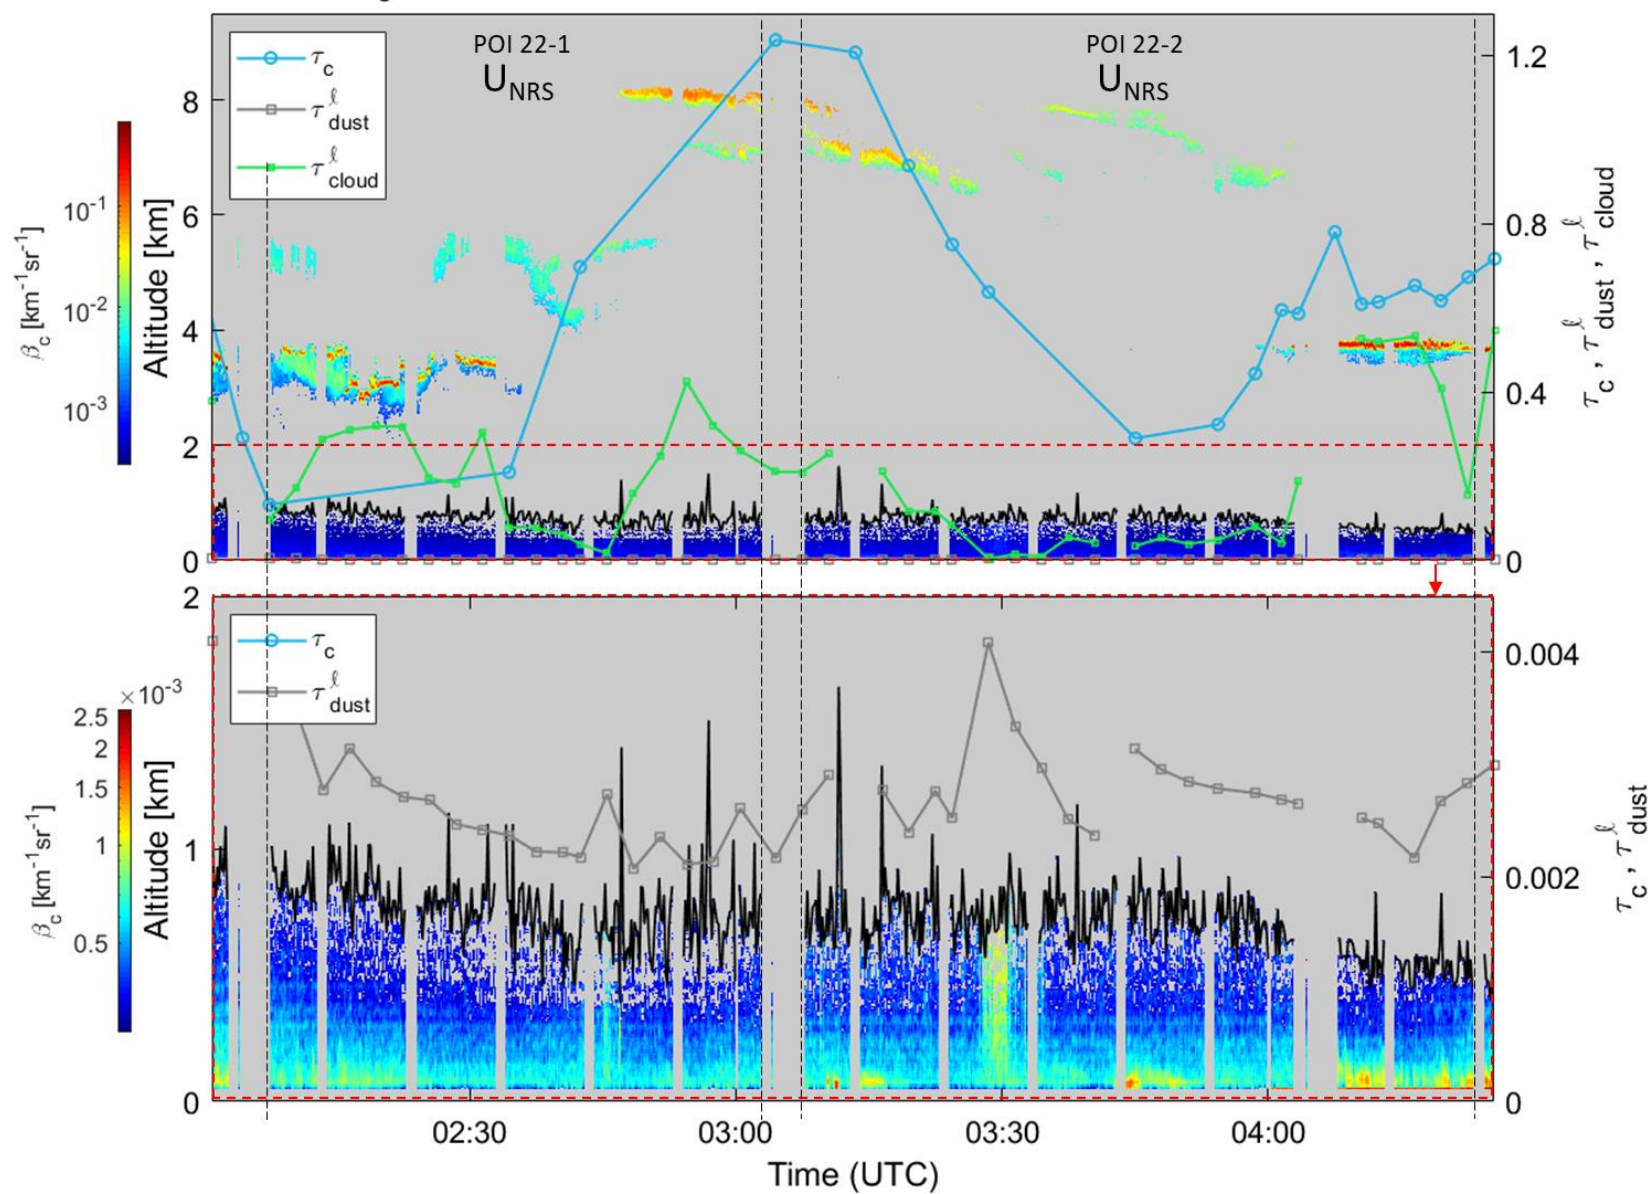 POI 22-1
U_NRS
POI 22-2
U_NRS
τ_c
τ^ℓ_dust
τ^ℓ_cloud
8
6
4
2
0
Altitude [km]
10^-1
10^-2
10^-3
β_c [km^-1 sr^-1]
1.2
0.8
0.4
0
τ_c , τ^ℓ_dust , τ^ℓ_cloud
τ_c
τ^ℓ_dust
2
1
0
Altitude [km]
×10^-3
2.5
2
1.5
1
0.5
β_c [km^-1sr^-1]
0.004
0.002
0
τ_c , τ^ℓ_dust
02:30
03:00
03:30
04:00
Time (UTC)